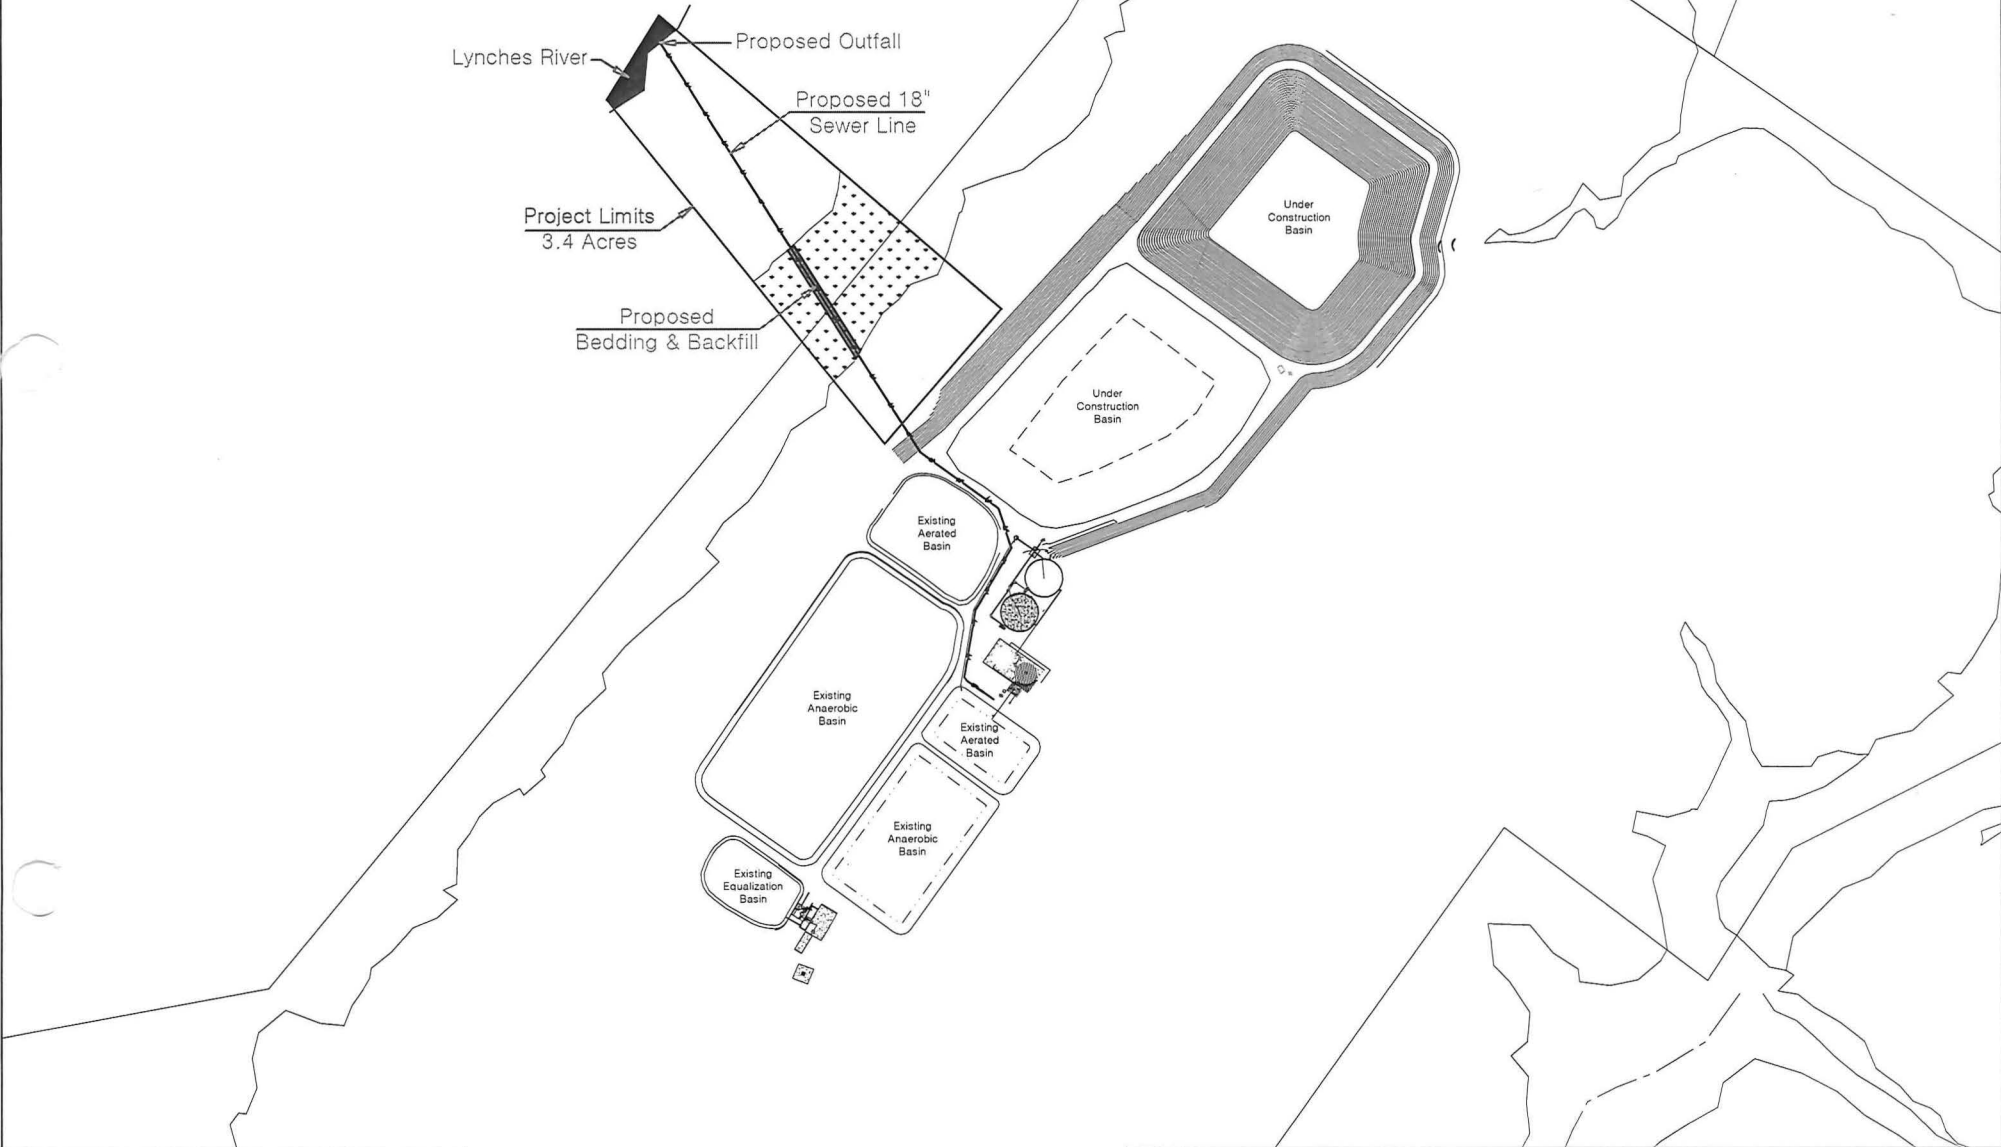 Lynches River
Proposed Outfall
Proposed 18"
Sewer Line
Project Limits
3.4 Acres
Proposed
Bedding & Backfill
Under
Construction
Basin
Under
Construction
Basin
Existing
Aerated
Basin
Existing
Anaerobic
Basin
Existing
Aerated
Basin
Existing
Anaerobic
Basin
Existing
Equalization
Basin